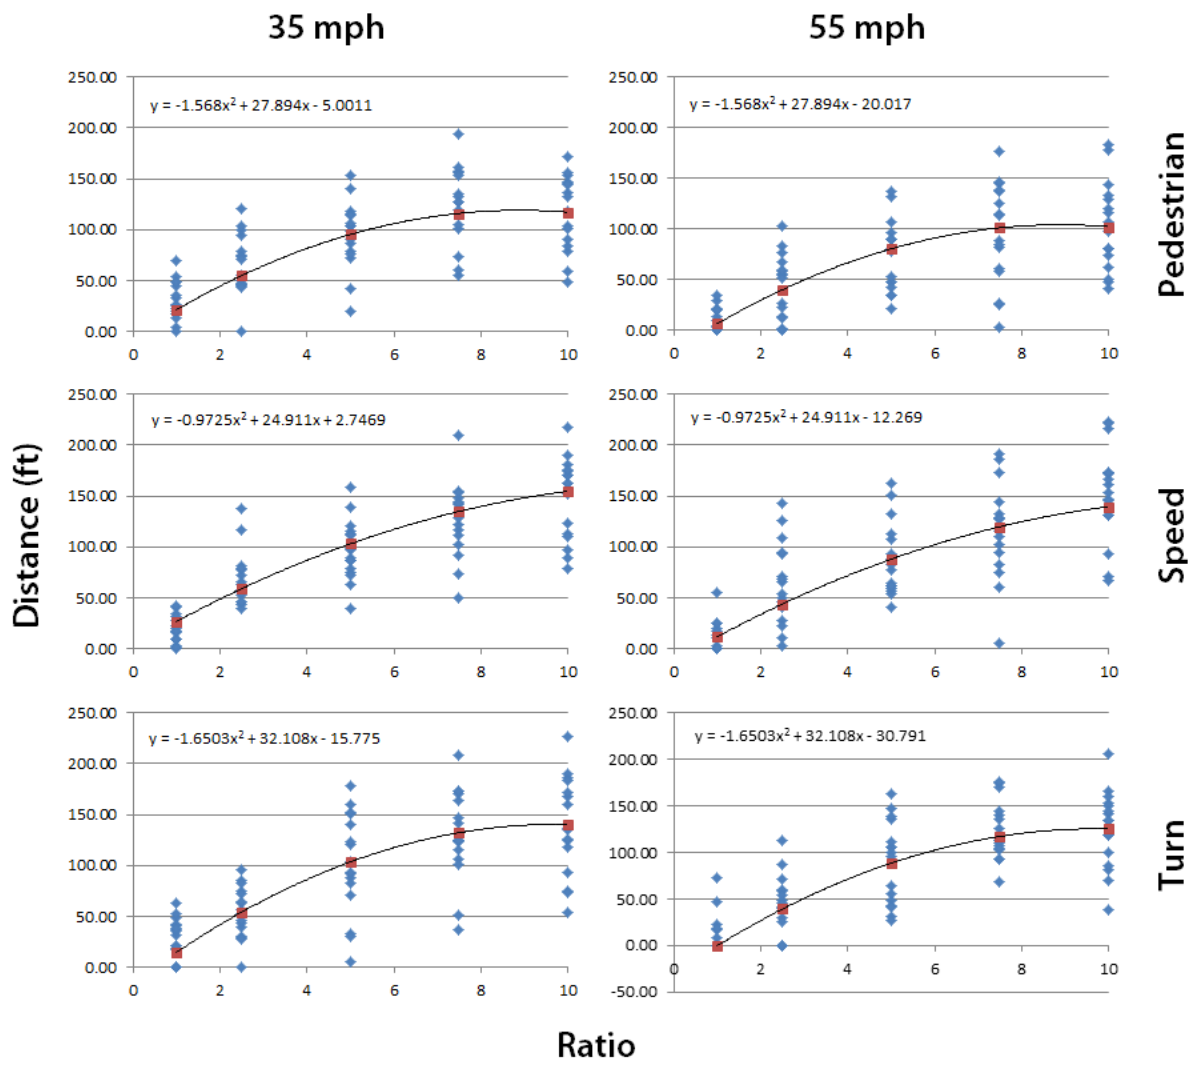 35 mph
55 mph
y = -1.568x² + 27.894x - 5.0011
250.00
200.00
150.00
100.00
50.00
0.00
0 2 4 6 8 10
y = -1.568x² + 27.894x - 20.017
250.00
200.00
150.00
100.00
50.00
0.00
0 2 4 6 8 10
Pedestrian
Distance (ft)
y = -0.9725x² + 24.911x + 2.7469
250.00
200.00
150.00
100.00
50.00
0.00
0 2 4 6 8 10
y = -0.9725x² + 24.911x - 12.269
250.00
200.00
150.00
100.00
50.00
0.00
0 2 4 6 8 10
Speed
y = -1.6503x² + 32.108x - 15.775
250.00
200.00
150.00
100.00
50.00
0.00
0 2 4 6 8 10
y = -1.6503x² + 32.108x - 30.791
250.00
200.00
150.00
100.00
50.00
0.00
-50.00
0 2 4 6 8 10
Turn
Ratio